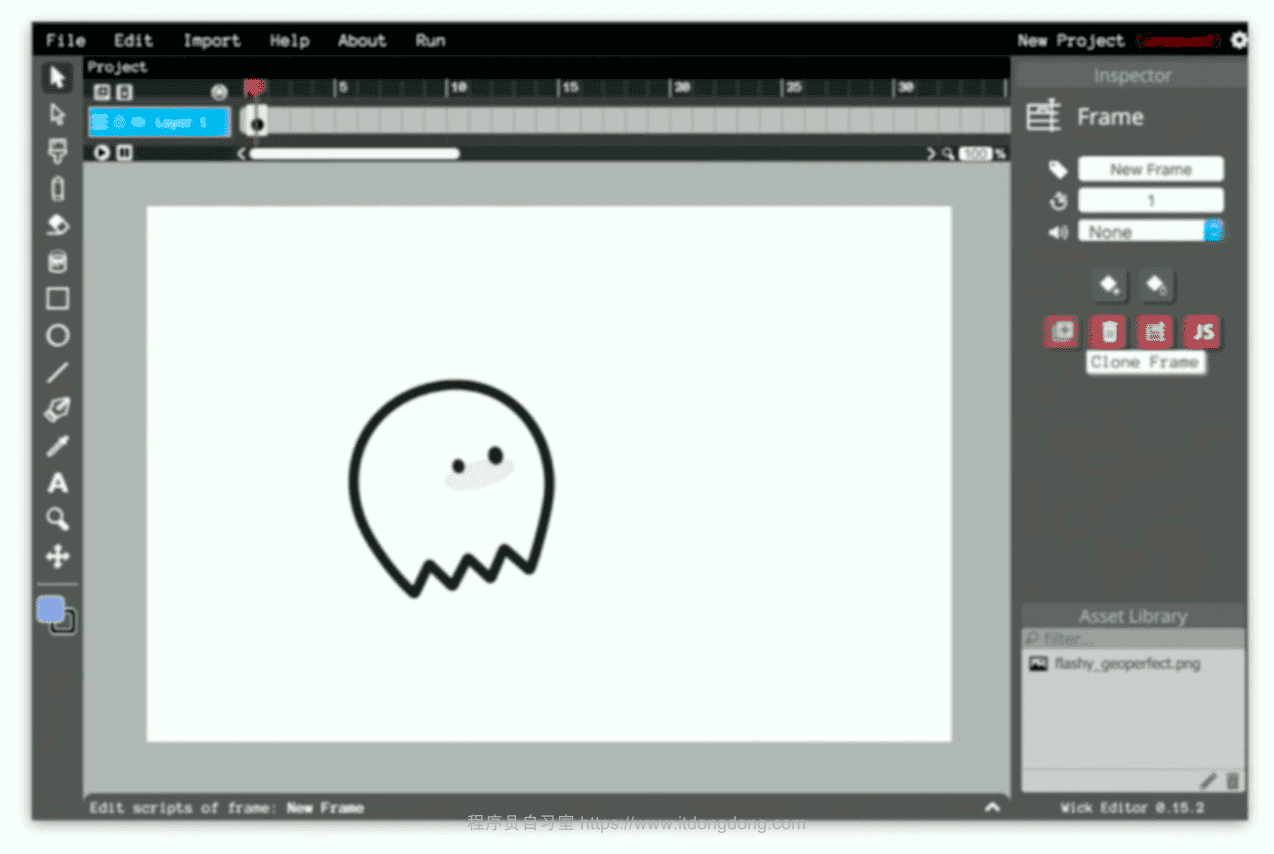 File Edit Import Help About Run New Project
Project
Inspector
5 10 15 20 25 30
Layer 1
Frame
100 %
New Frame
1
None
JS
Clone Frame
A
Asset Library
filter...
flashy_geoperfect.png
Edit scripts of frame: New Frame
Wick Editor 0.15.2
程序员自习室 https://www.itdongdong.com